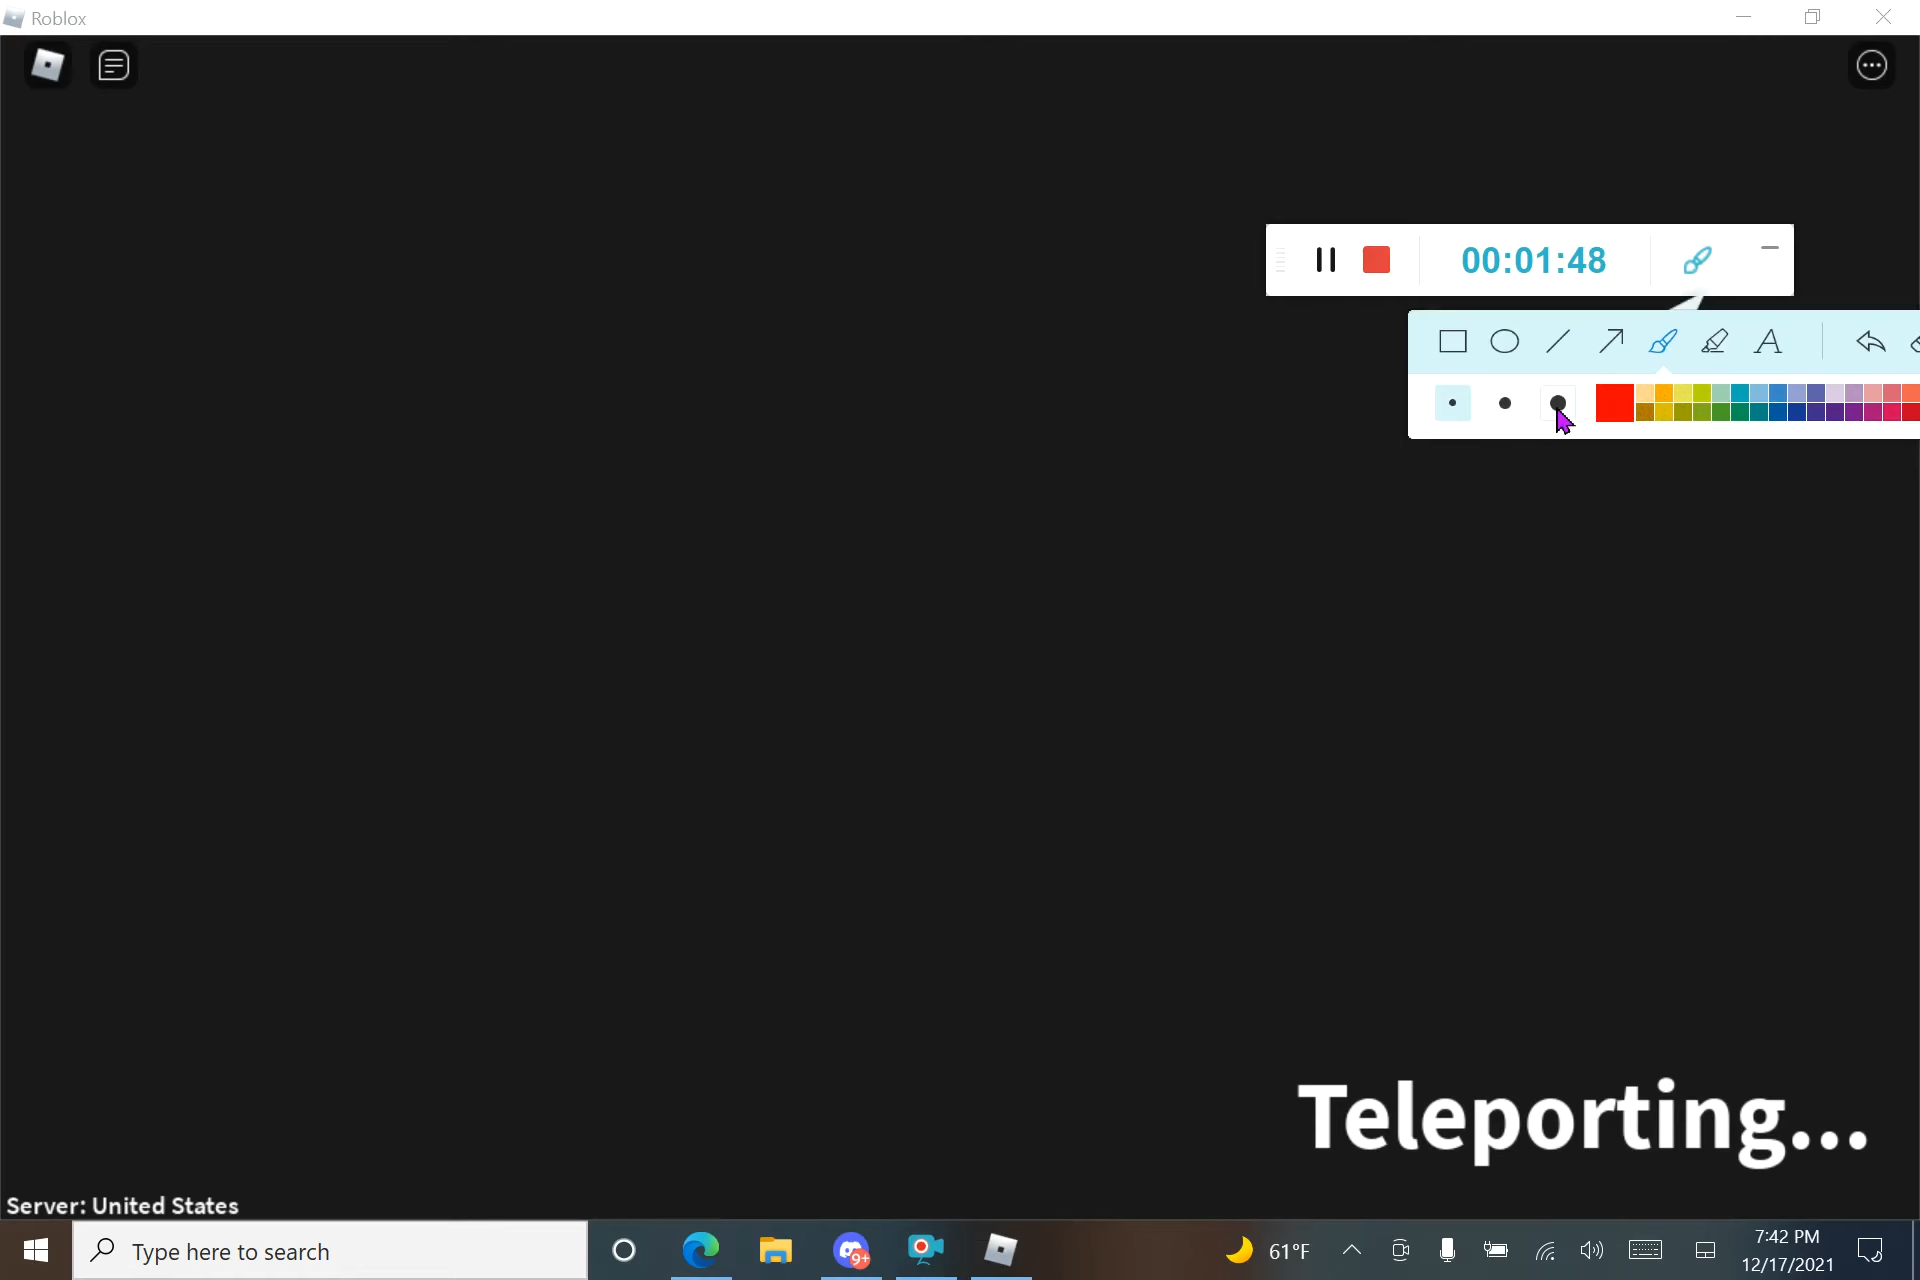 Roblox
00:01:48
A
Teleporting...
Server: United States
Type here to search
9+
61°F
7:42 PM
12/17/2021